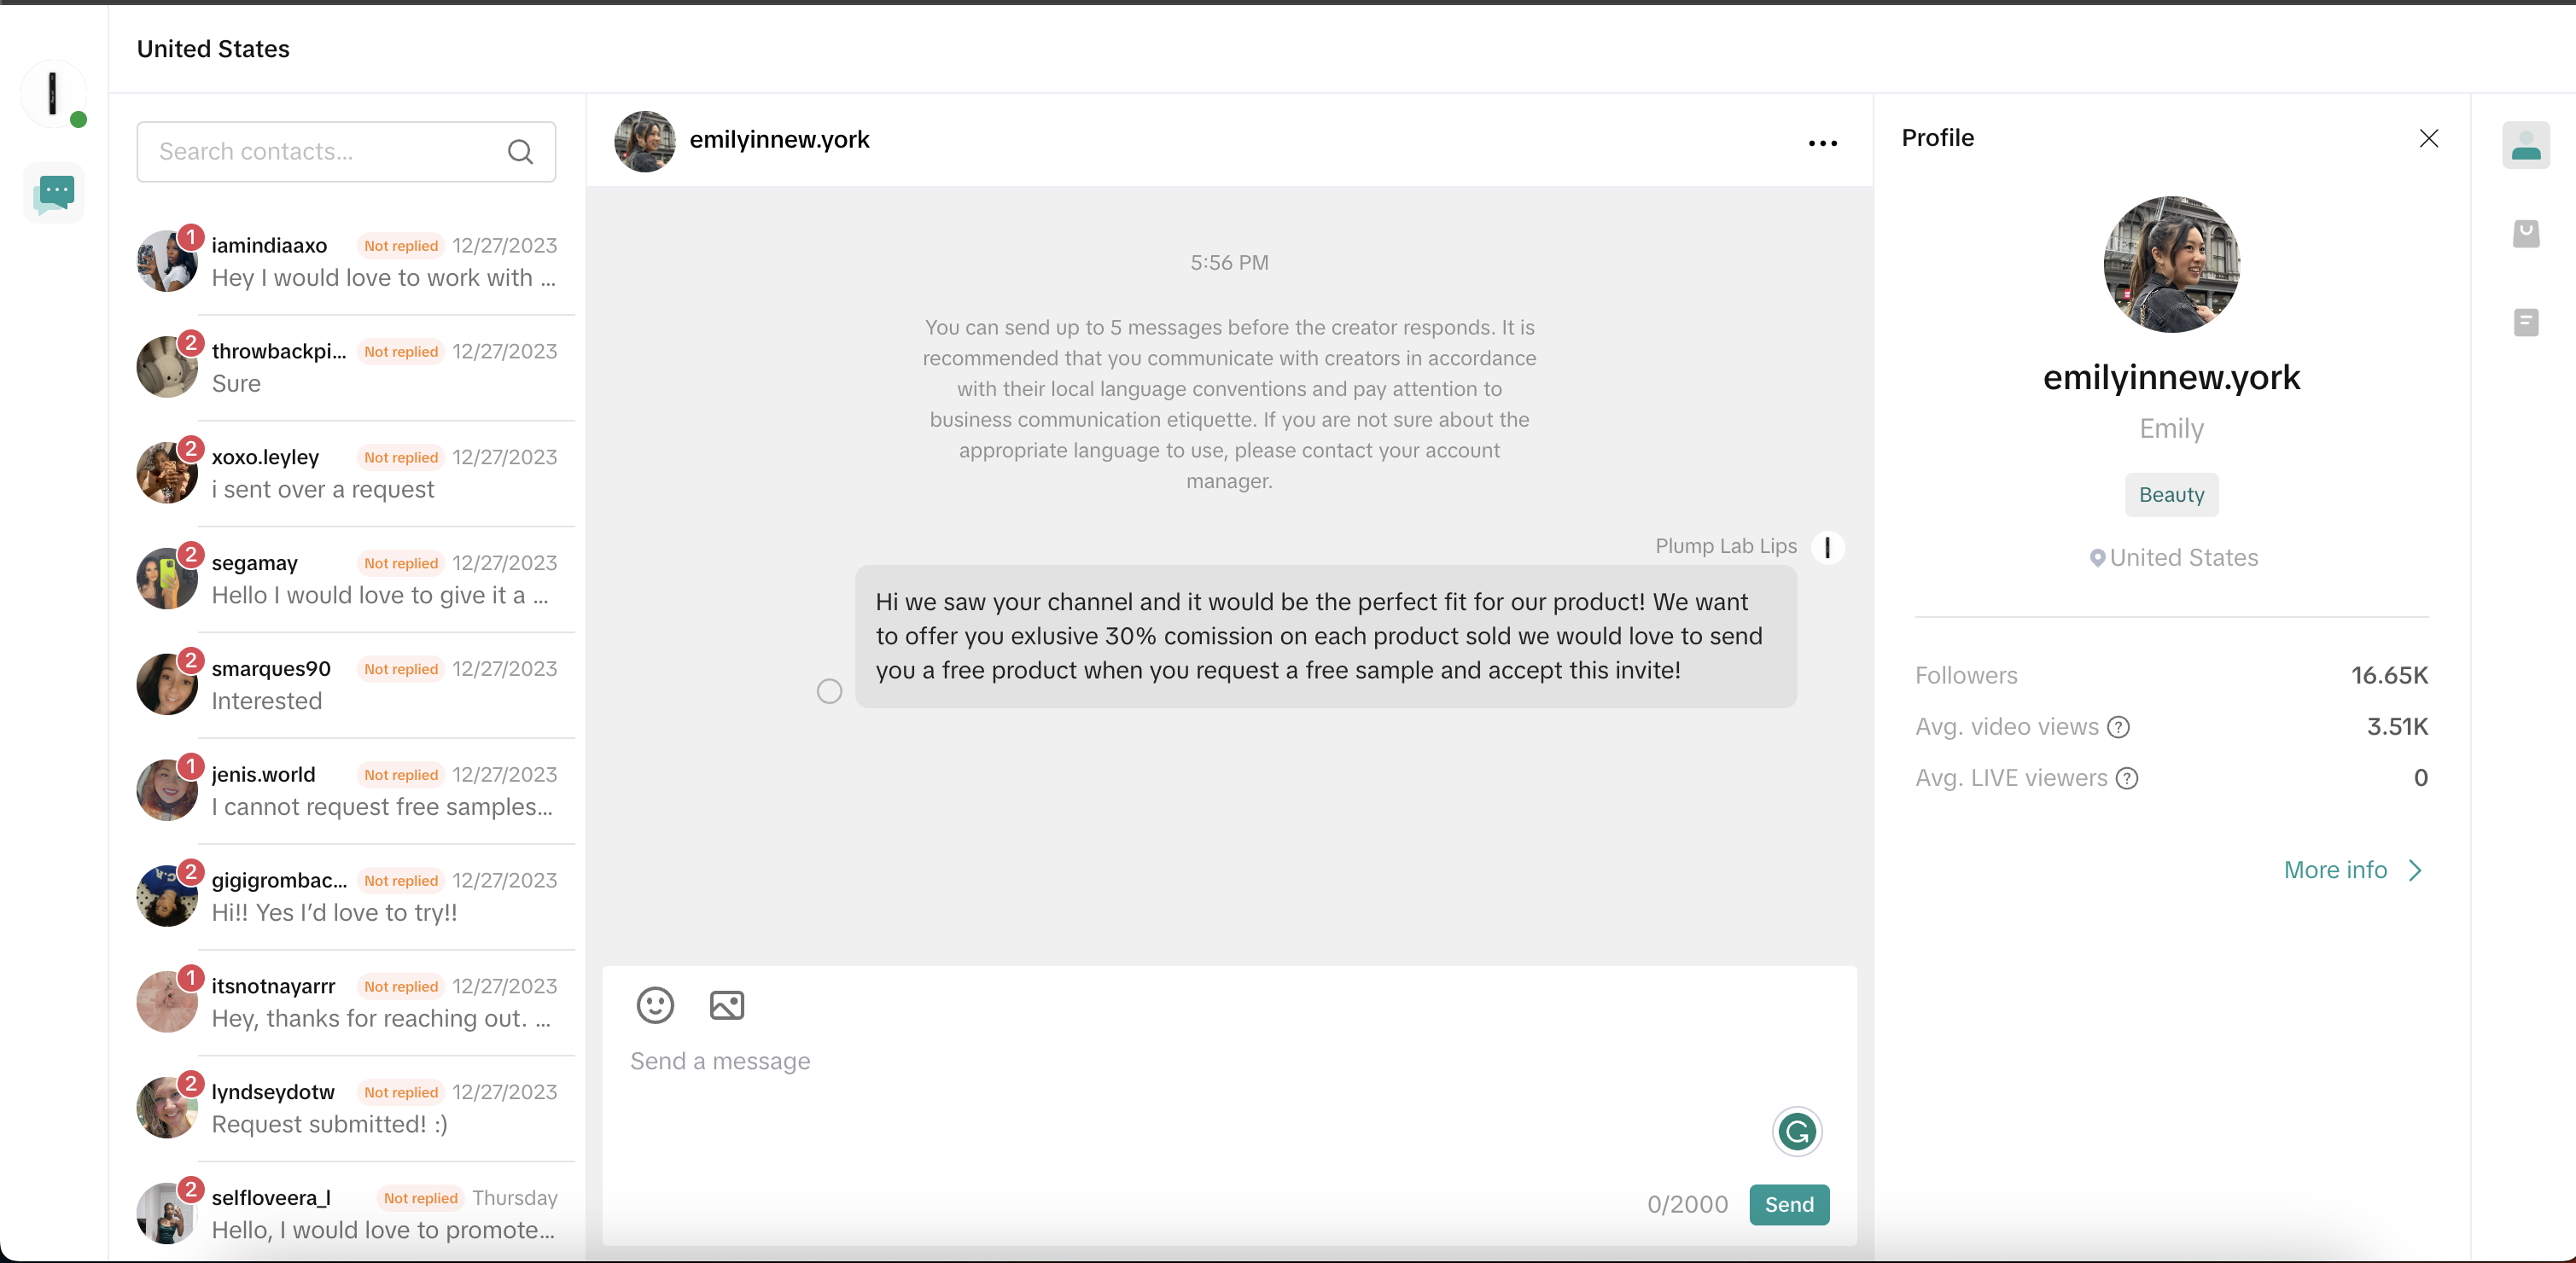 United States
Search contacts...
1
iamindiaaxo Not replied 12/27/2023
Hey I would love to work with ...
2
throwbackpi... Not replied 12/27/2023
Sure
2
xoxo.leyley Not replied 12/27/2023
i sent over a request
2
segamay Not replied 12/27/2023
Hello I would love to give it a ...
2
smarques90 Not replied 12/27/2023
Interested
1
jenis.world Not replied 12/27/2023
I cannot request free samples...
2
gigigrombac... Not replied 12/27/2023
Hi!! Yes I’d love to try!!
1
itsnotnayarrr Not replied 12/27/2023
Hey, thanks for reaching out. ...
2
lyndseydotw Not replied 12/27/2023
Request submitted! :)
2
selfloveera_l Not replied Thursday
Hello, I would love to promote...
emilyinnew.york
5:56 PM
You can send up to 5 messages before the creator responds. It is
recommended that you communicate with creators in accordance
with their local language conventions and pay attention to
business communication etiquette. If you are not sure about the
appropriate language to use, please contact your account
manager.
Plump Lab Lips
Hi we saw your channel and it would be the perfect fit for our product! We want
to offer you exlusive 30% comission on each product sold we would love to send
you a free product when you request a free sample and accept this invite!
Send a message
0/2000 Send
Profile
emilyinnew.york
Emily
Beauty
United States
Followers 16.65K
Avg. video views ? 3.51K
Avg. LIVE viewers ? 0
More info